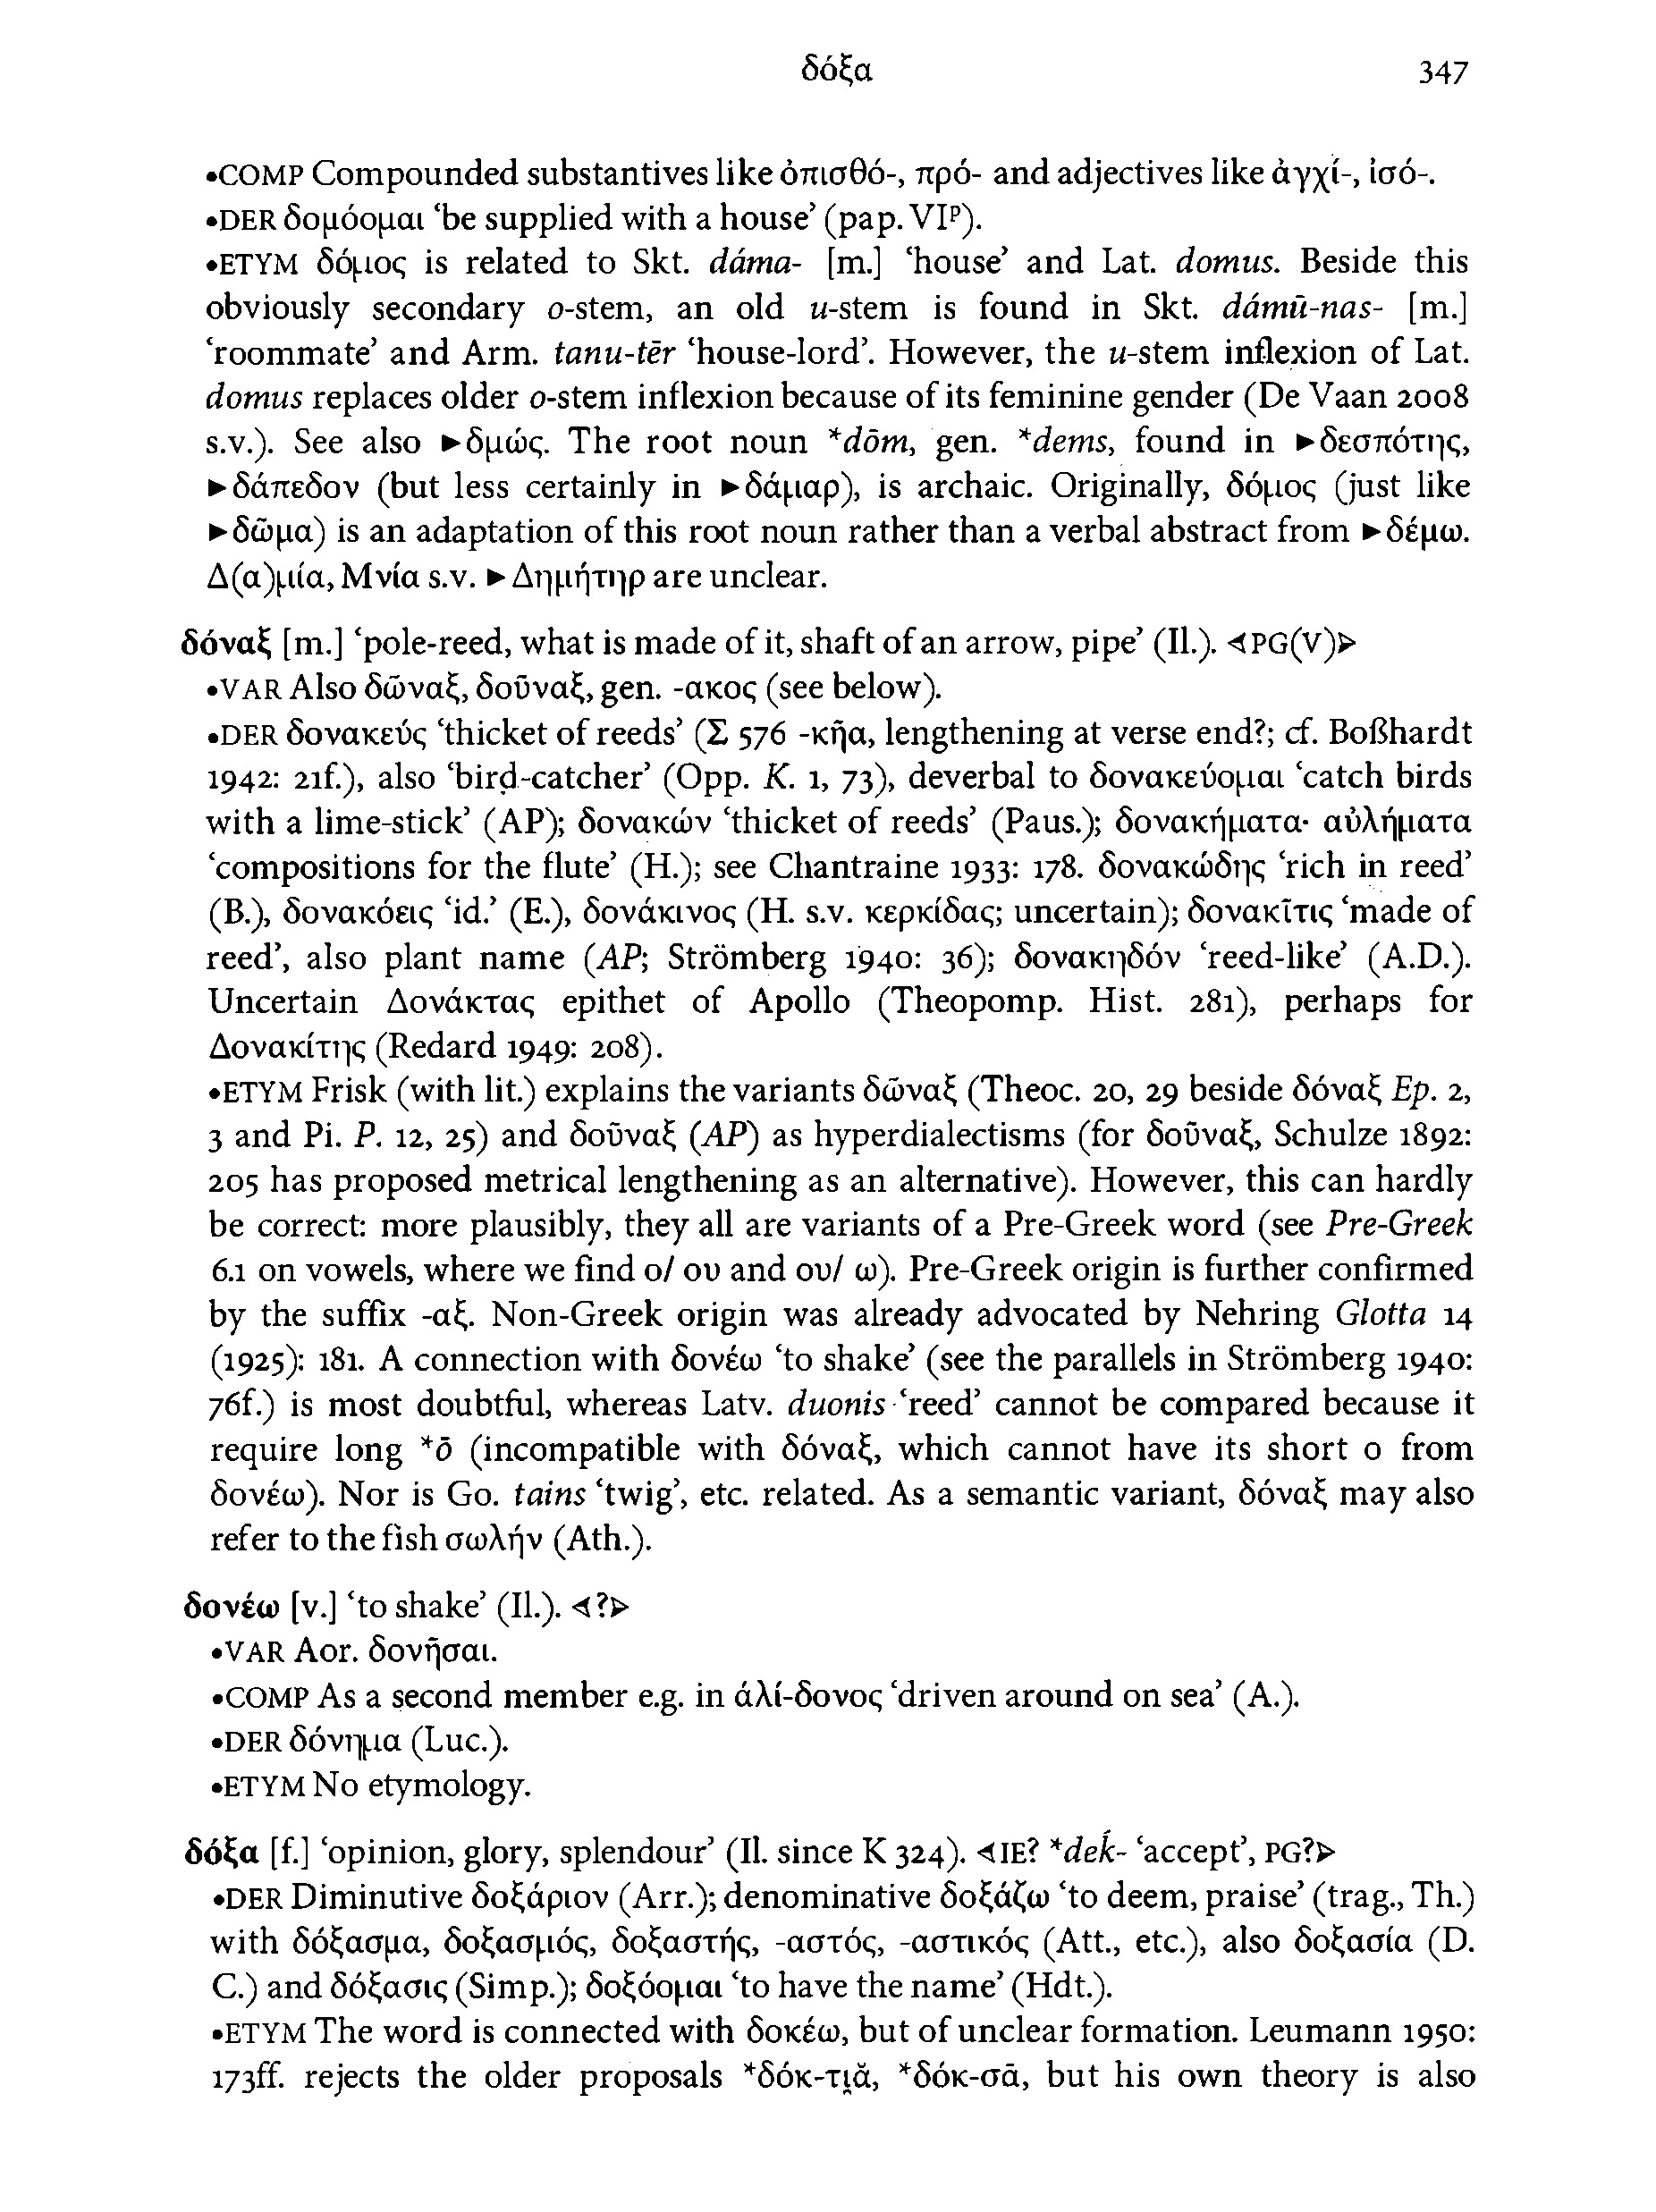 δόξα 347
•COMP Compounded substantives like ὀπισθό-, πρό- and adjectives like ἀγχί-, ἰσό-.
•DER δομόομαι ‘be supplied with a house’ (pap. VIᵖ).
•ETYM δόμος is related to Skt. dáma- [m.] ‘house’ and Lat. domus. Beside this
obviously secondary o-stem, an old u-stem is found in Skt. dámū-nas- [m.]
‘roommate’ and Arm. tanu-tēr ‘house-lord’. However, the u-stem inflexion of Lat.
domus replaces older o-stem inflexion because of its feminine gender (De Vaan 2008
s.v.). See also ►δμώς. The root noun *dōm, gen. *dems, found in ►δεσπότης,
►δάπεδον (but less certainly in ►δάμαρ), is archaic. Originally, δόμος (just like
►δῶμα) is an adaptation of this root noun rather than a verbal abstract from ►δέμω.
Δ(α)μία, Μνία s.v. ►Δημήτηρ are unclear.
δόναξ [m.] ‘pole-reed, what is made of it, shaft of an arrow, pipe’ (Il.). ◁PG(V)▷
•VAR Also δῶναξ, δοῦναξ, gen. -ακος (see below).
•DER δονακεύς ‘thicket of reeds’ (Σ 576 -κῆα, lengthening at verse end?; cf. Boßhardt
1942: 21f.), also ‘bird-catcher’ (Opp. K. 1, 73), deverbal to δονακεύομαι ‘catch birds
with a lime-stick’ (AP); δονακών ‘thicket of reeds’ (Paus.); δονακήματα· αὐλήματα
‘compositions for the flute’ (H.); see Chantraine 1933: 178. δονακώδης ‘rich in reed’
(B.), δονακόεις ‘id.’ (E.), δονάκινος (H. s.v. κερκίδας; uncertain); δονακῖτις ‘made of
reed’, also plant name (AP; Strömberg 1940: 36); δονακηδόν ‘reed-like’ (A.D.).
Uncertain Δονάκτας epithet of Apollo (Theopomp. Hist. 281), perhaps for
Δονακίτης (Redard 1949: 208).
•ETYM Frisk (with lit.) explains the variants δῶναξ (Theoc. 20, 29 beside δόναξ Ep. 2,
3 and Pi. P. 12, 25) and δοῦναξ (AP) as hyperdialectisms (for δοῦναξ, Schulze 1892:
205 has proposed metrical lengthening as an alternative). However, this can hardly
be correct: more plausibly, they all are variants of a Pre-Greek word (see Pre-Greek
6.1 on vowels, where we find ο/ ου and ου/ ω). Pre-Greek origin is further confirmed
by the suffix -αξ. Non-Greek origin was already advocated by Nehring Glotta 14
(1925): 181. A connection with δονέω ‘to shake’ (see the parallels in Strömberg 1940:
76f.) is most doubtful, whereas Latv. duonis ‘reed’ cannot be compared because it
require long *ō (incompatible with δόναξ, which cannot have its short o from
δονέω). Nor is Go. tains ‘twig’, etc. related. As a semantic variant, δόναξ may also
refer to the fish σωλήν (Ath.).
δονέω [v.] ‘to shake’ (Il.). ◁?▷
•VAR Aor. δονῆσαι.
•COMP As a second member e.g. in ἁλί-δονος ‘driven around on sea’ (A.).
•DER δόνημα (Luc.).
•ETYM No etymology.
δόξα [f.] ‘opinion, glory, splendour’ (Il. since K 324). ◁IE? *deḱ- ‘accept’, PG?▷
•DER Diminutive δοξάριον (Arr.); denominative δοξάζω ‘to deem, praise’ (trag., Th.)
with δόξασμα, δοξασμός, δοξαστής, -αστός, -αστικός (Att., etc.), also δοξασία (D.
C.) and δόξασις (Simp.); δοξόομαι ‘to have the name’ (Hdt.).
•ETYM The word is connected with δοκέω, but of unclear formation. Leumann 1950:
173ff. rejects the older proposals *δόκ-τι̯ᾰ, *δόκ-σᾱ, but his own theory is also